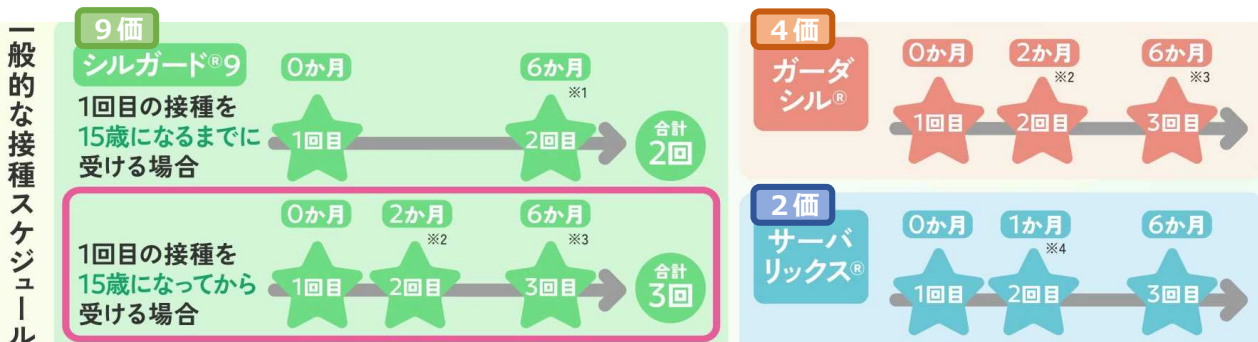 一般的な接種スケジュール
9価
シルガード®9
1回目の接種を
15歳になるまでに
受ける場合
0か月
6か月
※1
1回目
2回目
合計
2回
1回目の接種を
15歳になってから
受ける場合
0か月
2か月
6か月
※2
※3
1回目
2回目
3回目
合計
3回
4価
ガーダ
シル®
0か月
2か月
6か月
※2
※3
1回目
2回目
3回目
2価
サーバ
リックス®
0か月
1か月
6か月
※4
1回目
2回目
3回目